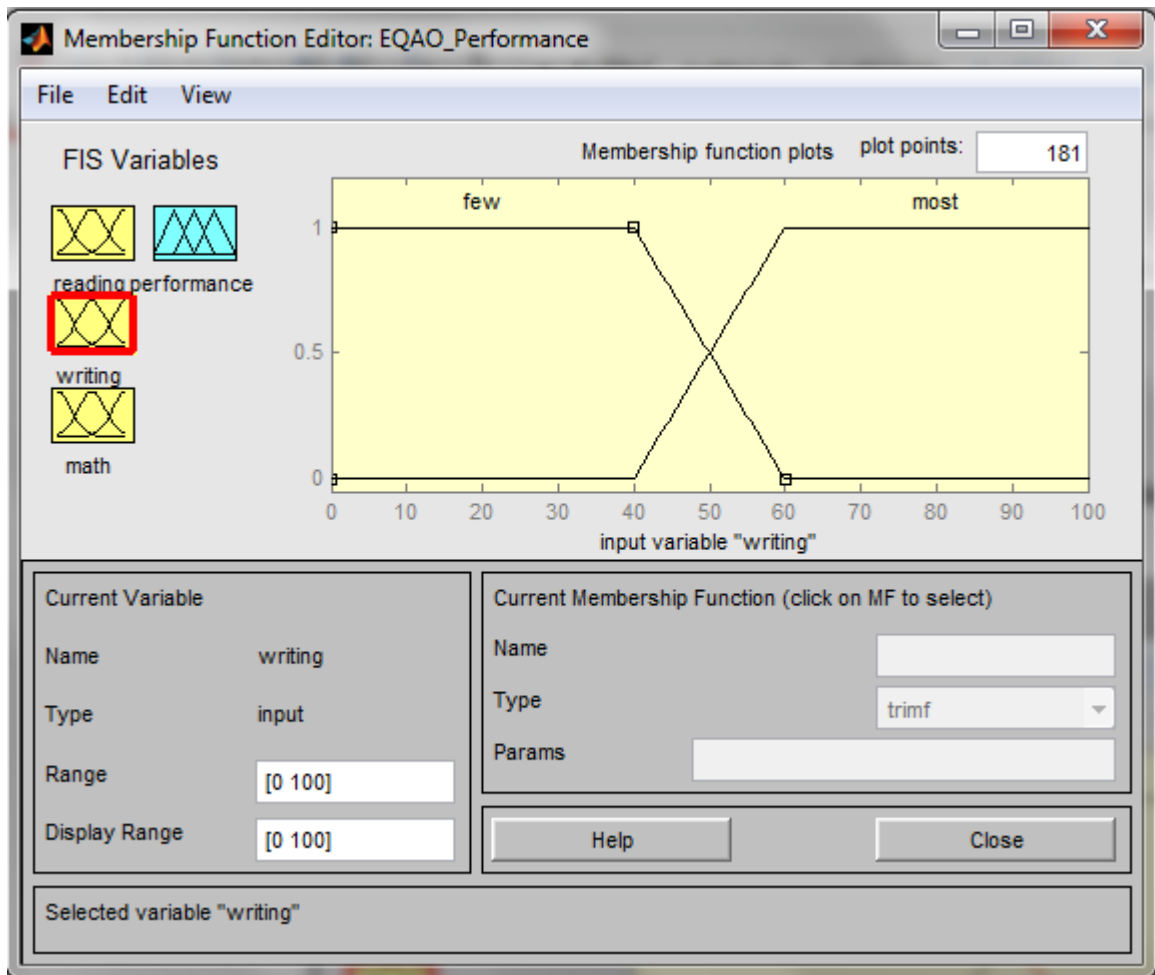 Membership Function Editor: EQAO_Performance
File Edit View
FIS Variables
Membership function plots plot points: 181
few most
1
0.5
0
0 10 20 30 40 50 60 70 80 90 100
input variable "writing"
reading performance
writing
math
Current Variable
Name writing
Type input
Range [0 100]
Display Range [0 100]
Current Membership Function (click on MF to select)
Name
Type trimf
Params
Help Close
Selected variable "writing"